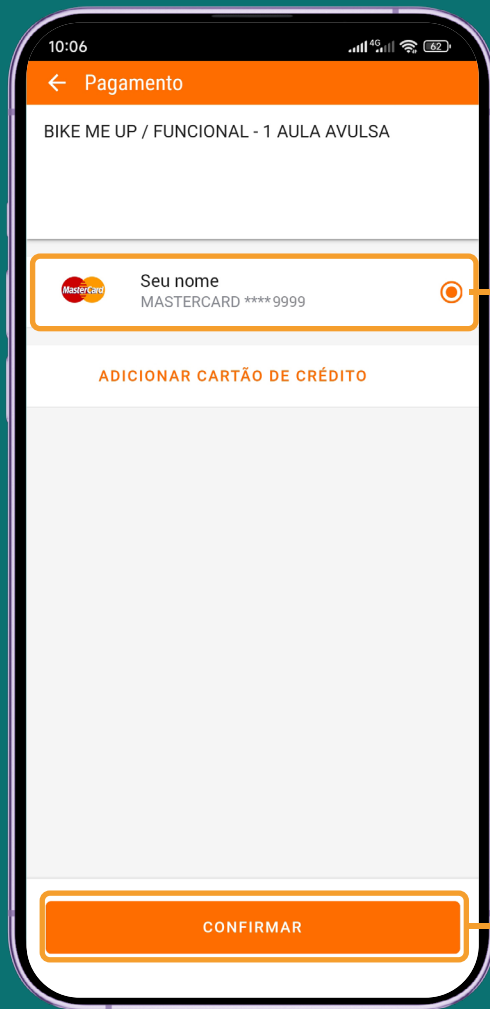 10:06
4G
62
Pagamento
BIKE ME UP / FUNCIONAL - 1 AULA AVULSA
MasterCard
Seu nome
MASTERCARD ****9999
ADICIONAR CARTÃO DE CRÉDITO
CONFIRMAR